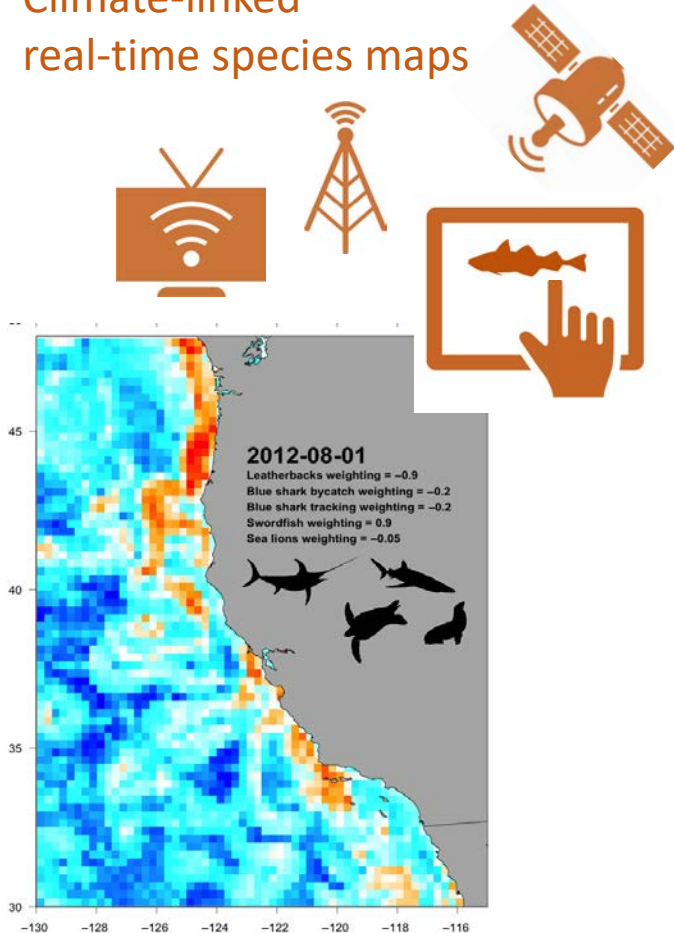 Climate-linked
real-time species maps
2012-08-01
Leatherbacks weighting = −0.9
Blue shark bycatch weighting = −0.2
Blue shark tracking weighting = −0.2
Swordfish weighting = 0.9
Sea lions weighting = −0.05
45
40
35
30
−130 −128 −126 −124 −122 −120 −118 −116